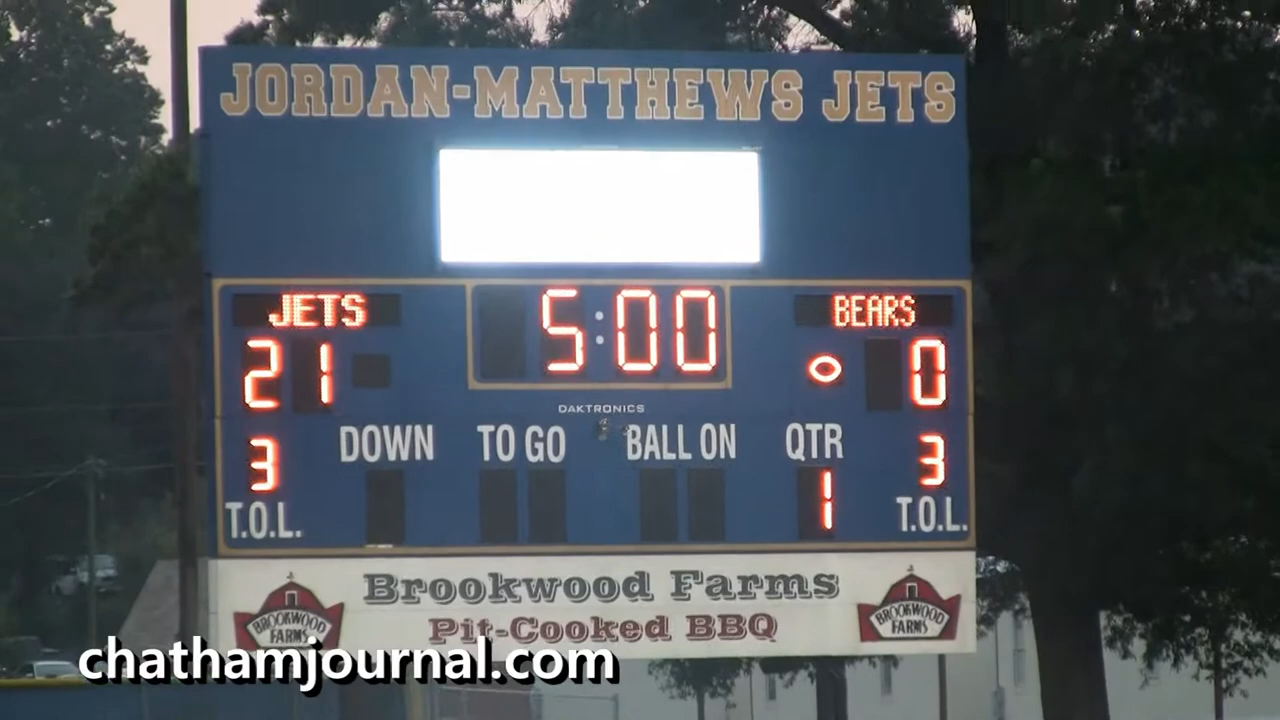 JORDAN-MATTHEWS JETS
JETS 5:00 BEARS
21 0
DAKTRONICS
DOWN TO GO BALL ON QTR
3 1 3
T.O.L. T.O.L.
Brookwood Farms
Pit-Cooked BBQ
BROOKWOOD
FARMS
BROOKWOOD
FARMS
chathamjournal.com